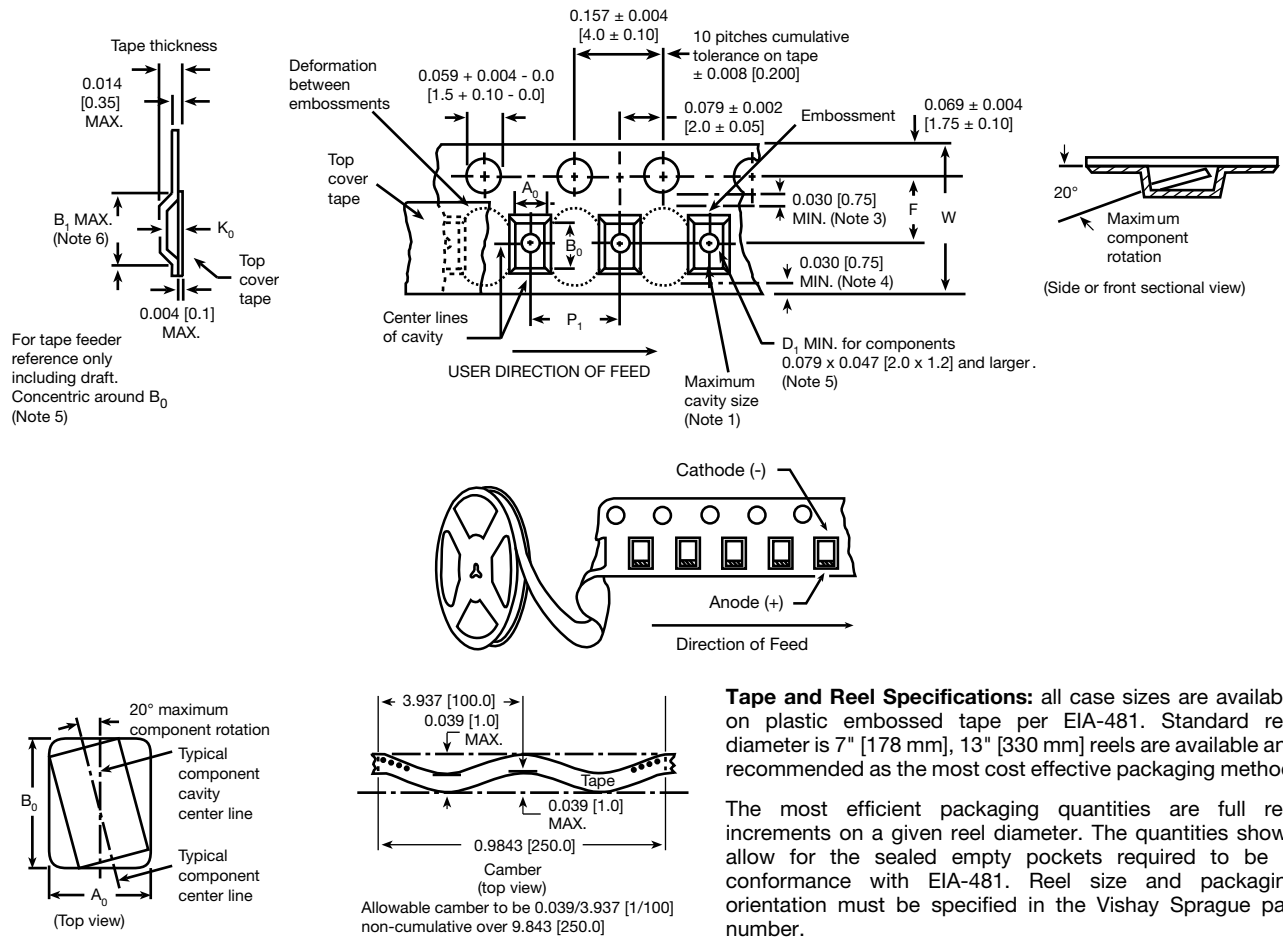 Tape thickness
0.014
[0.35]
MAX.
B1 MAX.
(Note 6)
K0
Top
cover
tape
0.004 [0.1]
MAX.
For tape feeder
reference only
including draft.
Concentric around B0
(Note 5)
Deformation
between
embossments
0.059 + 0.004 - 0.0
[1.5 + 0.10 - 0.0]
0.157 ± 0.004
[4.0 ± 0.10]
10 pitches cumulative
tolerance on tape
± 0.008 [0.200]
0.079 ± 0.002
[2.0 ± 0.05]
Embossment
0.069 ± 0.004
[1.75 ± 0.10]
Top
cover
tape
A0
B0
0.030 [0.75]
MIN. (Note 3)
F
W
0.030 [0.75]
MIN. (Note 4)
Center lines
of cavity
P1
USER DIRECTION OF FEED
Maximum
cavity size
(Note 1)
D1 MIN. for components
0.079 x 0.047 [2.0 x 1.2] and larger.
(Note 5)
20°
Maximum
component
rotation
(Side or front sectional view)
Cathode (-)
Anode (+)
Direction of Feed
20° maximum
component rotation
Typical
component
cavity
center line
B0
A0
Typical
component
center line
(Top view)
3.937 [100.0]
0.039 [1.0]
MAX.
Tape
0.039 [1.0]
MAX.
0.9843 [250.0]
Camber
(top view)
Allowable camber to be 0.039/3.937 [1/100]
non-cumulative over 9.843 [250.0]
Tape and Reel Specifications: all case sizes are availab
on plastic embossed tape per EIA-481. Standard re
diameter is 7" [178 mm], 13" [330 mm] reels are available an
recommended as the most cost effective packaging metho
The most efficient packaging quantities are full re
increments on a given reel diameter. The quantities show
allow for the sealed empty pockets required to be
conformance with EIA-481. Reel size and packagin
orientation must be specified in the Vishay Sprague pa
number.